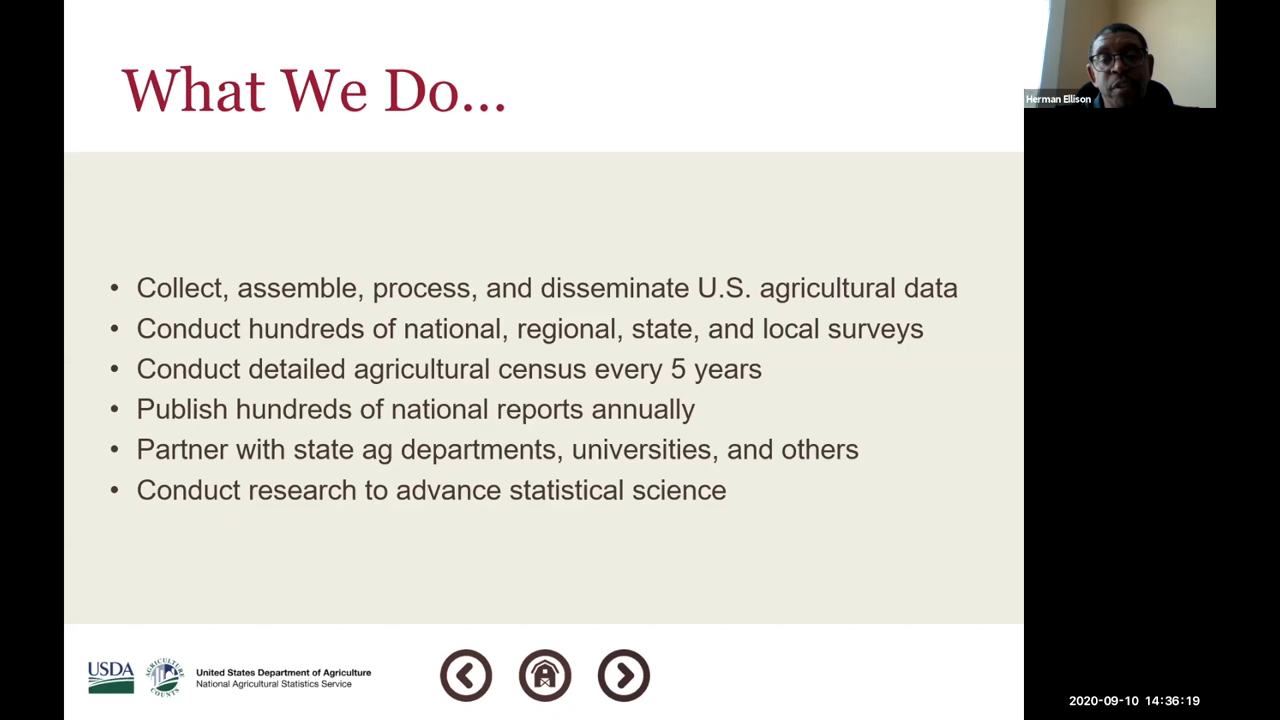 What We Do...
Herman Ellison
• Collect, assemble, process, and disseminate U.S. agricultural data
• Conduct hundreds of national, regional, state, and local surveys
• Conduct detailed agricultural census every 5 years
• Publish hundreds of national reports annually
• Partner with state ag departments, universities, and others
• Conduct research to advance statistical science
USDA
AGRICULTURE COUNTS
United States Department of Agriculture
National Agricultural Statistics Service
2020-09-10 14:36:19